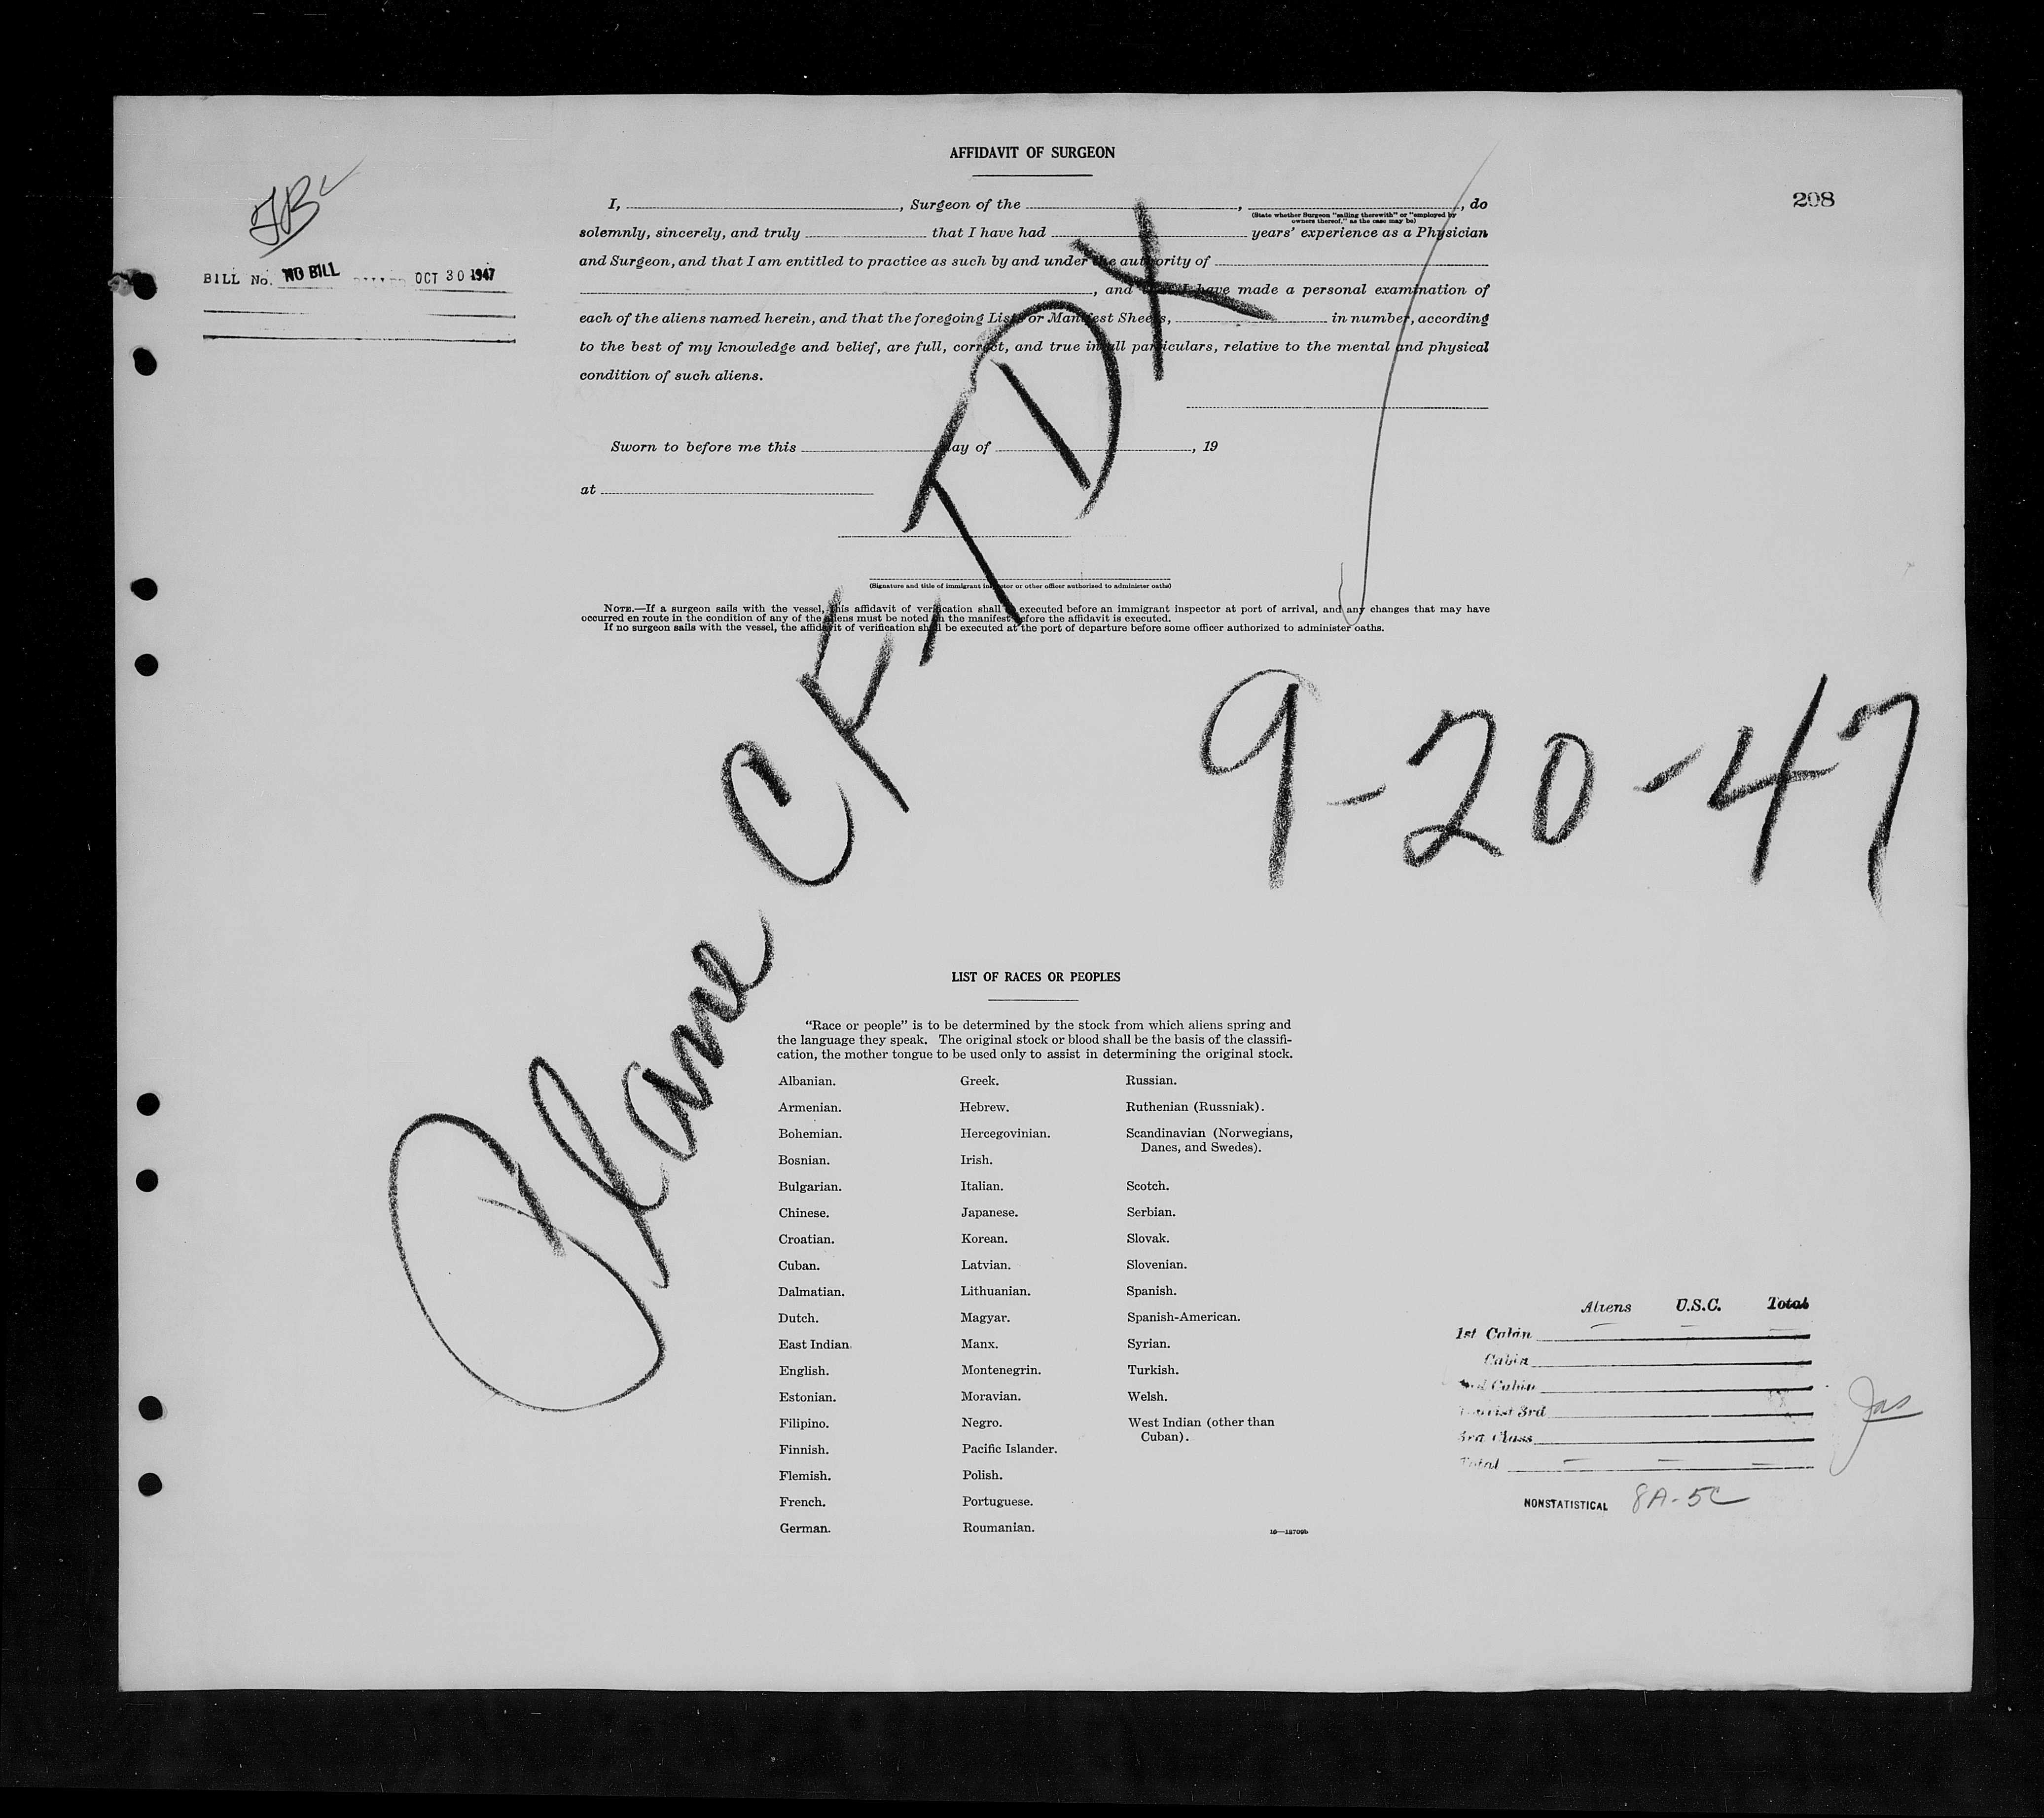 AFFIDAVIT OF SURGEON
208
I, , Surgeon of the , , do
(State whether Surgeon "sailing therewith" or "employed by
owners thereof," as the case may be)
solemnly, sincerely, and truly that I have had years' experience as a Physician
and Surgeon, and that I am entitled to practice as such by and under the authority of
, and that I have made a personal examination of
each of the aliens named herein, and that the foregoing Lists or Manifest Sheets, in number, according
to the best of my knowledge and belief, are full, correct, and true in all particulars, relative to the mental and physical
condition of such aliens.
BILL No. NO BILL OCT 30 1947
Sworn to before me this day of , 19
at
(Signature and title of immigrant inspector or other officer authorized to administer oaths)
NOTE.—If a surgeon sails with the vessel, this affidavit of verification shall be executed before an immigrant inspector at port of arrival, and any changes that may have
occurred en route in the condition of any of the aliens must be noted on the manifest before the affidavit is executed.
If no surgeon sails with the vessel, the affidavit of verification shall be executed at the port of departure before some officer authorized to administer oaths.
Plane CF-TDX
9-20-47
LIST OF RACES OR PEOPLES
"Race or people" is to be determined by the stock from which aliens spring and
the language they speak. The original stock or blood shall be the basis of the classifi-
cation, the mother tongue to be used only to assist in determining the original stock.
Albanian.
Armenian.
Bohemian.
Bosnian.
Bulgarian.
Chinese.
Croatian.
Cuban.
Dalmatian.
Dutch.
East Indian.
English.
Estonian.
Filipino.
Finnish.
Flemish.
French.
German.
Greek.
Hebrew.
Hercegovinian.
Irish.
Italian.
Japanese.
Korean.
Latvian.
Lithuanian.
Magyar.
Manx.
Montenegrin.
Moravian.
Negro.
Pacific Islander.
Polish.
Portuguese.
Roumanian.
Russian.
Ruthenian (Russniak).
Scandinavian (Norwegians,
Danes, and Swedes).
Scotch.
Serbian.
Slovak.
Slovenian.
Spanish.
Spanish-American.
Syrian.
Turkish.
Welsh.
West Indian (other than
Cuban).
Aliens U.S.C. Total
1st Cabin
Cabin
2nd Cabin
Tourist 3rd
3rd Class
Total
NONSTATISTICAL 8A-5C